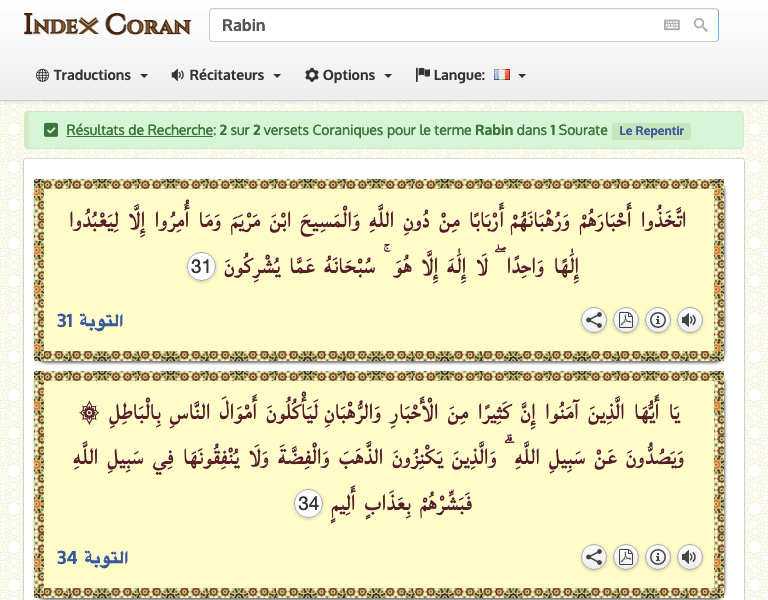 INDEX CORAN
Rabin
Traductions
Récitateurs
Options
Langue:
Résultats de Recherche: 2 sur 2 versets Coraniques pour le terme Rabin dans 1 Sourate Le Repentir
اتَّخَذُوا أَحْبَارَهُمْ وَرُهْبَانَهُمْ أَرْبَابًا مِنْ دُونِ اللَّهِ وَالْمَسِيحَ ابْنَ مَرْيَمَ وَمَا أُمِرُوا إِلَّا لِيَعْبُدُوا
إِلَٰهًا وَاحِدًا ۖ لَا إِلَٰهَ إِلَّا هُوَ ۚ سُبْحَانَهُ عَمَّا يُشْرِكُونَ 31
التوبة 31
يَا أَيُّهَا الَّذِينَ آمَنُوا إِنَّ كَثِيرًا مِنَ الْأَحْبَارِ وَالرُّهْبَانِ لَيَأْكُلُونَ أَمْوَالَ النَّاسِ بِالْبَاطِلِ ۞
وَيَصُدُّونَ عَنْ سَبِيلِ اللَّهِ ۗ وَالَّذِينَ يَكْنِزُونَ الذَّهَبَ وَالْفِضَّةَ وَلَا يُنْفِقُونَهَا فِي سَبِيلِ اللَّهِ
فَبَشِّرْهُمْ بِعَذَابٍ أَلِيمٍ 34
التوبة 34